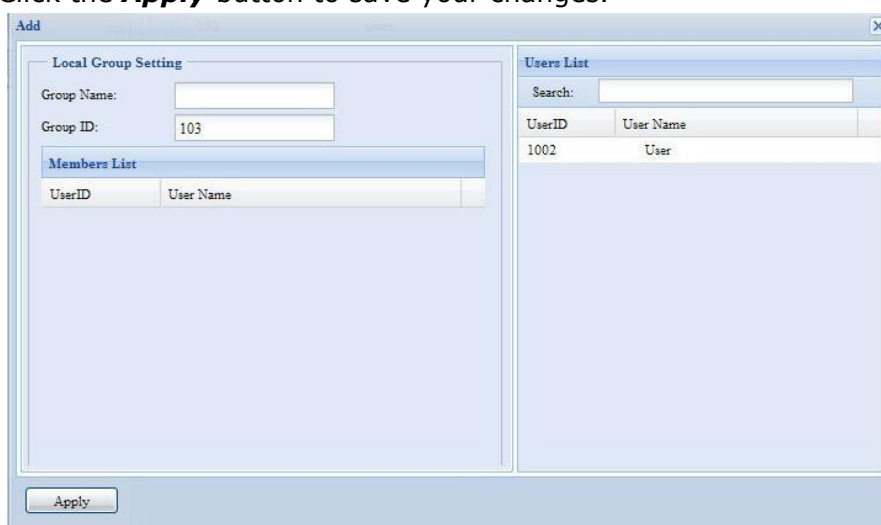 Click the Apply button to save your changes.
Add
Local Group Setting
Group Name:
Group ID: 103
Members List
UserID User Name
Users List
Search:
UserID User Name
1002 User
Apply